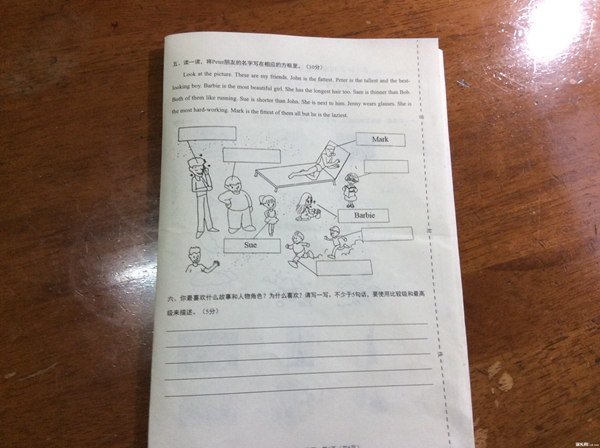 五、读一读，将Peter朋友的名字写在相应的方框里。（10分）
Look at the picture. These are my friends. John is the fattest. Peter is the tallest and the best-
looking boy. Barbie is the most beautiful girl. She has the longest hair too. Sam is thinner than Bob.
Both of them like running. Sue is shorter than John. She is next to him. Jenny wears glasses. She is
the most hard-working. Mark is the fittest of them all but he is the laziest.
Mark
Barbie
Sue
六、你最喜欢什么故事和人物角色？为什么喜欢？请写一写，不少于5句话，要使用比较级和最高
级来描述。（5分）